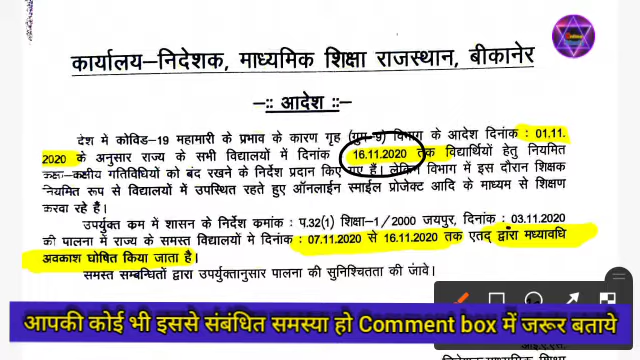 कार्यालय–निदेशक, माध्यमिक शिक्षा राजस्थान, बीकानेर
-:: आदेश ::-
देश में कोविड–19 महामारी के प्रभाव के कारण गृह (ग्रुप–9) विभाग के आदेश दिनांक : 01.11.
2020 के अनुसार राज्य के सभी विद्यालयों में दिनांक 16.11.2020 तक विद्यार्थियों हेतु नियमित
कक्षा–कक्षीय गतिविधियों को बंद रखने के निर्देश प्रदान किए गए हैं। लेकिन विभाग में इस दौरान शिक्षक
नियमित रूप से विद्यालयों में उपस्थित रहते हुए ऑनलाईन स्माईल प्रोजेक्ट आदि के माध्यम से शिक्षण
करवा रहे हैं।
उपर्युक्त कम में शासन के निर्देश कमांक : प.32(1) शिक्षा–1/2000 जयपुर, दिनांक : 03.11.2020
की पालना में राज्य के समस्त विद्यालयों मे दिनांक : 07.11.2020 से 16.11.2020 तक एतद् द्वारा मध्यावधि
अवकाश घोषित किया जाता है।
समस्त सम्बन्धितों द्वारा उपर्युक्तानुसार पालना की सुनिश्चितता की जावे।
आपकी कोई भी इससे संबंधित समस्या हो Comment box में जरूर बताये